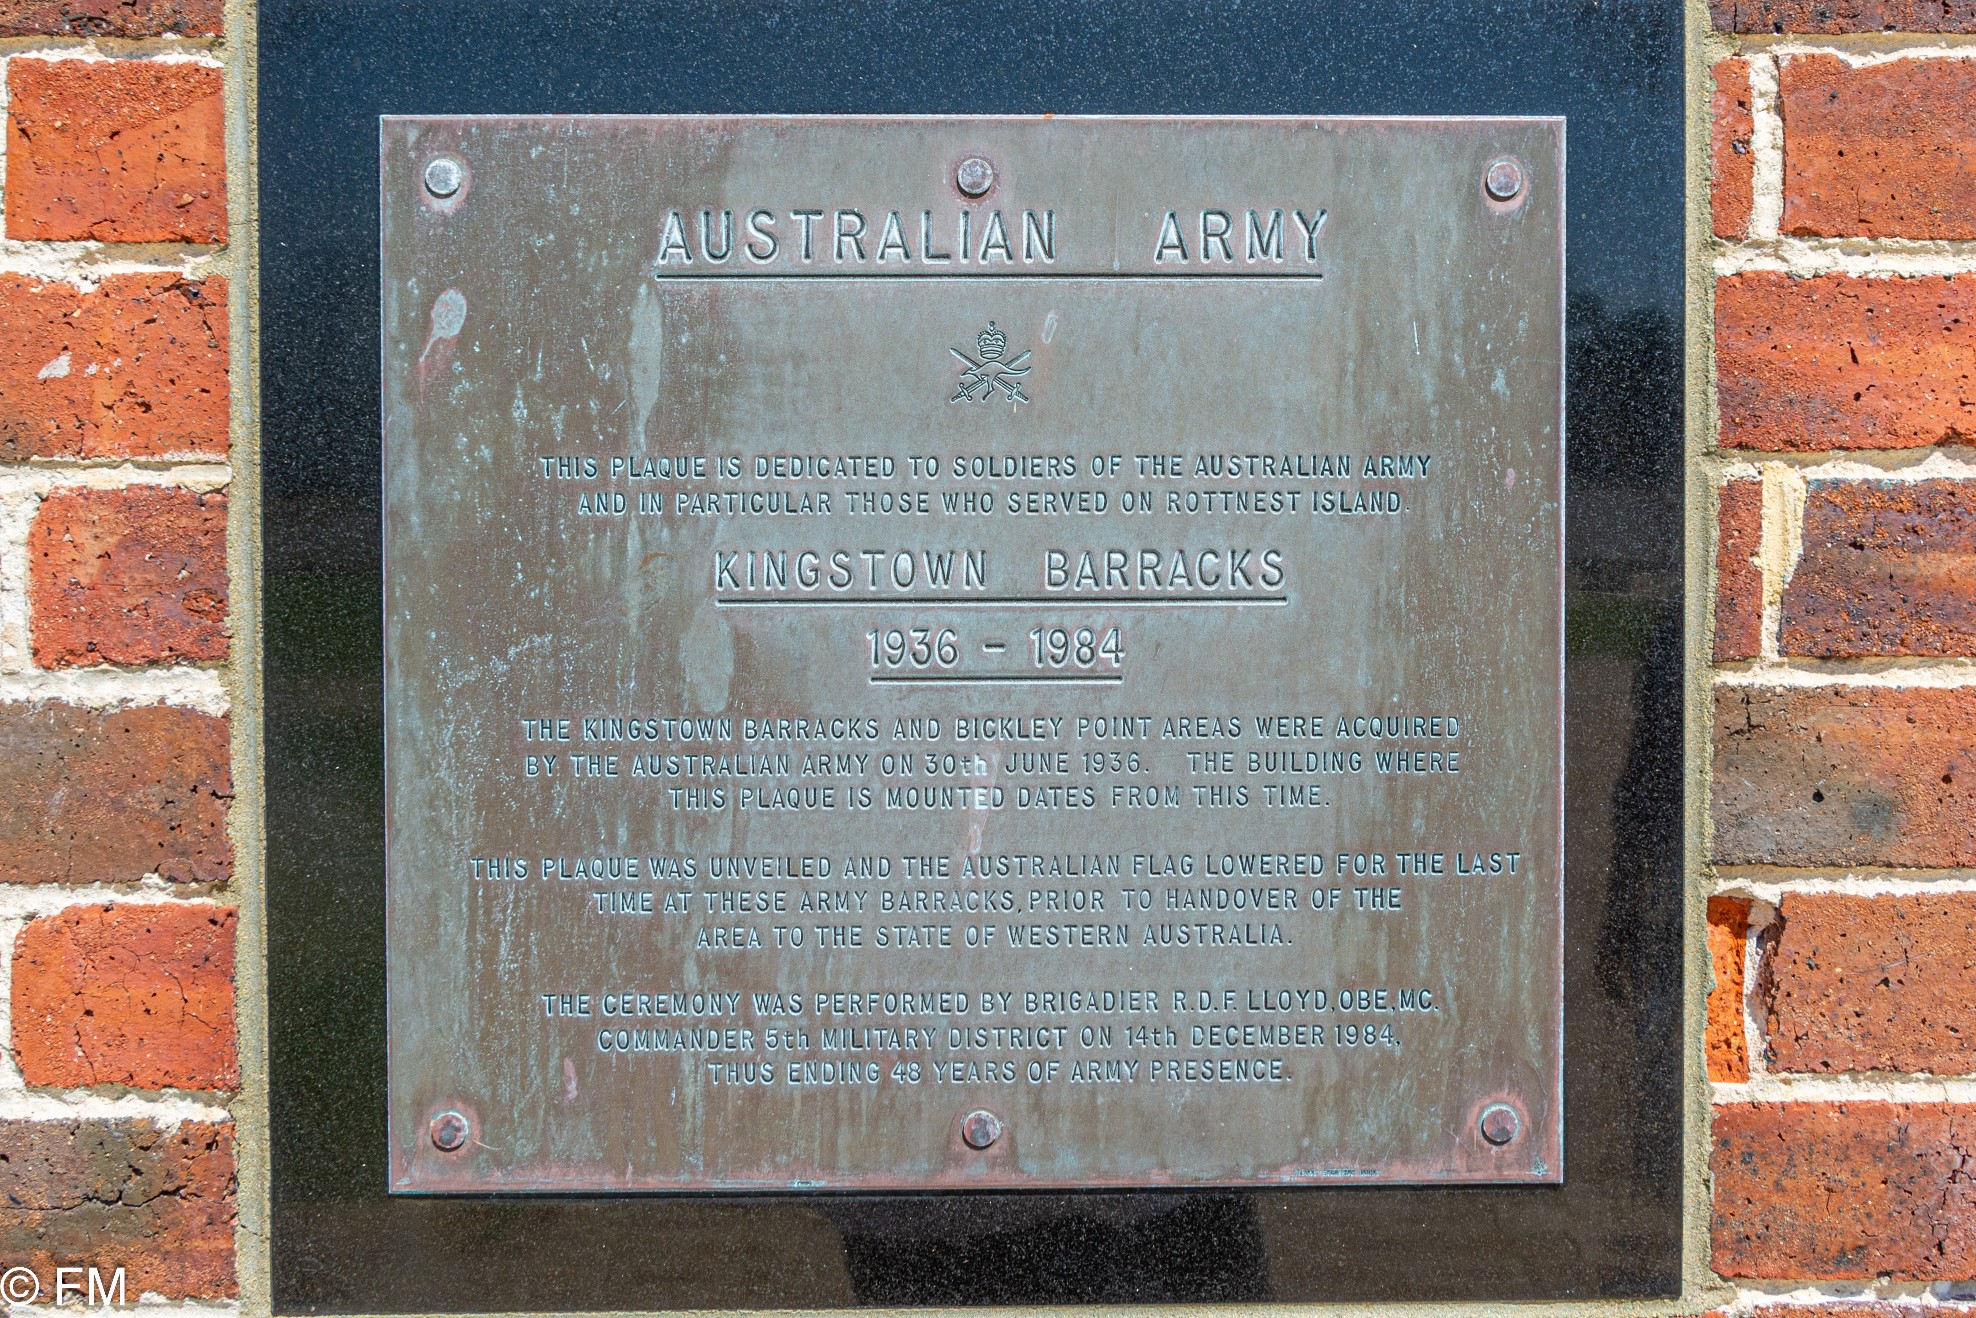 AUSTRALIAN ARMY
THIS PLAQUE IS DEDICATED TO SOLDIERS OF THE AUSTRALIAN ARMY
AND IN PARTICULAR THOSE WHO SERVED ON ROTTNEST ISLAND.
KINGSTOWN BARRACKS
1936 - 1984
THE KINGSTOWN BARRACKS AND BICKLEY POINT AREAS WERE ACQUIRED
BY THE AUSTRALIAN ARMY ON 30th JUNE 1936. THE BUILDING WHERE
THIS PLAQUE IS MOUNTED DATES FROM THIS TIME.
THIS PLAQUE WAS UNVEILED AND THE AUSTRALIAN FLAG LOWERED FOR THE LAST
TIME AT THESE ARMY BARRACKS, PRIOR TO HANDOVER OF THE
AREA TO THE STATE OF WESTERN AUSTRALIA.
THE CEREMONY WAS PERFORMED BY BRIGADIER R.D.F. LLOYD, OBE, MC.
COMMANDER 5th MILITARY DISTRICT ON 14th DECEMBER 1984,
THUS ENDING 48 YEARS OF ARMY PRESENCE.
© FM